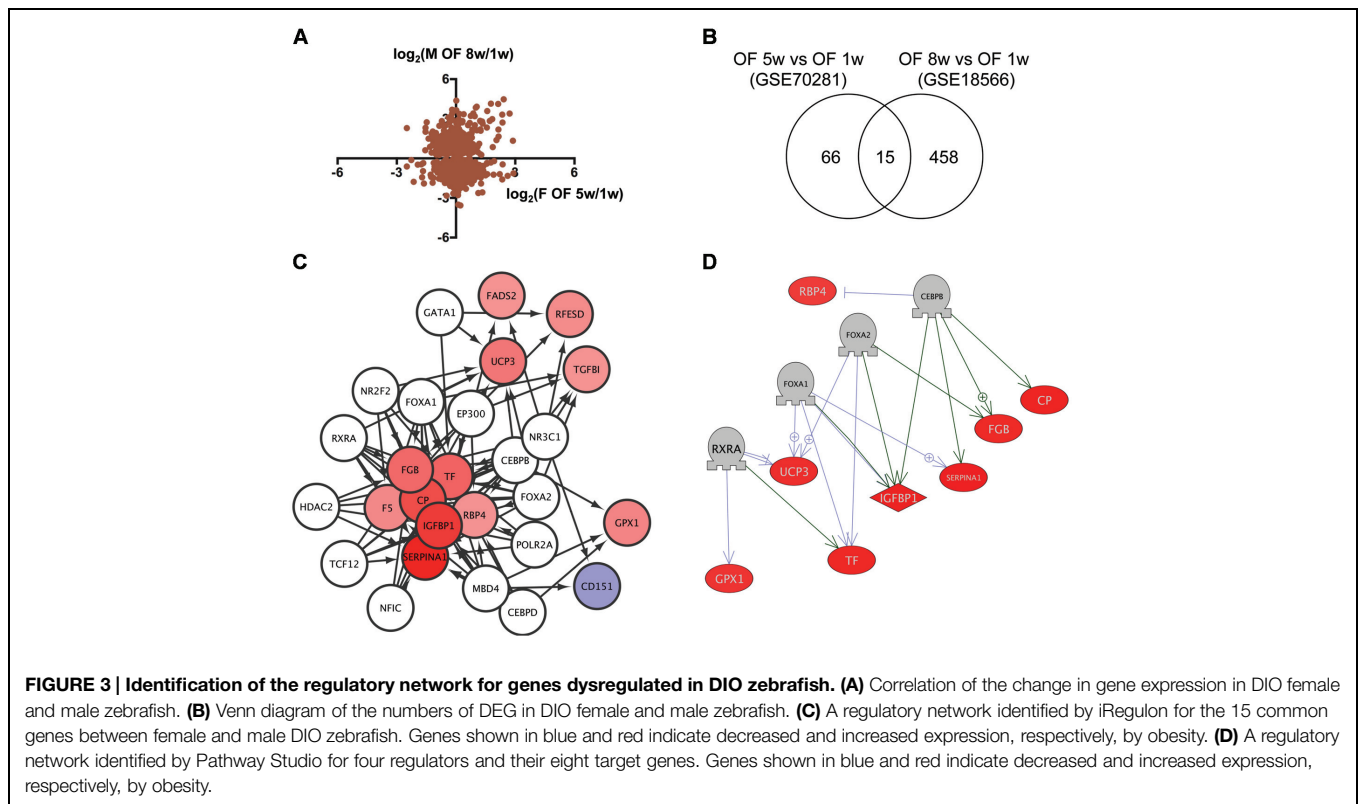 A
log2(M OF 8w/1w)
6
3
-6
-3
3
6
log2(F OF 5w/1w)
-3
-6
B
OF 5w vs OF 1w
(GSE70281)
OF 8w vs OF 1w
(GSE18566)
66
15
458
C
FADS2
GATA1
RFESD
UCP3
TGFBI
NR2F2
FOXA1
EP300
RXRA
NR3C1
CEBPB
FGB
TF
HDAC2
F5
CP
FOXA2
RBP4
IGFBP1
GPX1
POLR2A
SERPINA1
TCF12
MBD4
CD151
NFIC
CEBPD
D
RBP4
CEBPB
FOXA2
FOXA1
CP
FGB
RXRA
UCP3
SERPINA1
IGFBP1
TF
GPX1
FIGURE 3 | Identification of the regulatory network for genes dysregulated in DIO zebrafish. (A) Correlation of the change in gene expression in DIO female
and male zebrafish. (B) Venn diagram of the numbers of DEG in DIO female and male zebrafish. (C) A regulatory network identified by iRegulon for the 15 common
genes between female and male DIO zebrafish. Genes shown in blue and red indicate decreased and increased expression, respectively, by obesity. (D) A regulatory
network identified by Pathway Studio for four regulators and their eight target genes. Genes shown in blue and red indicate decreased and increased expression,
respectively, by obesity.